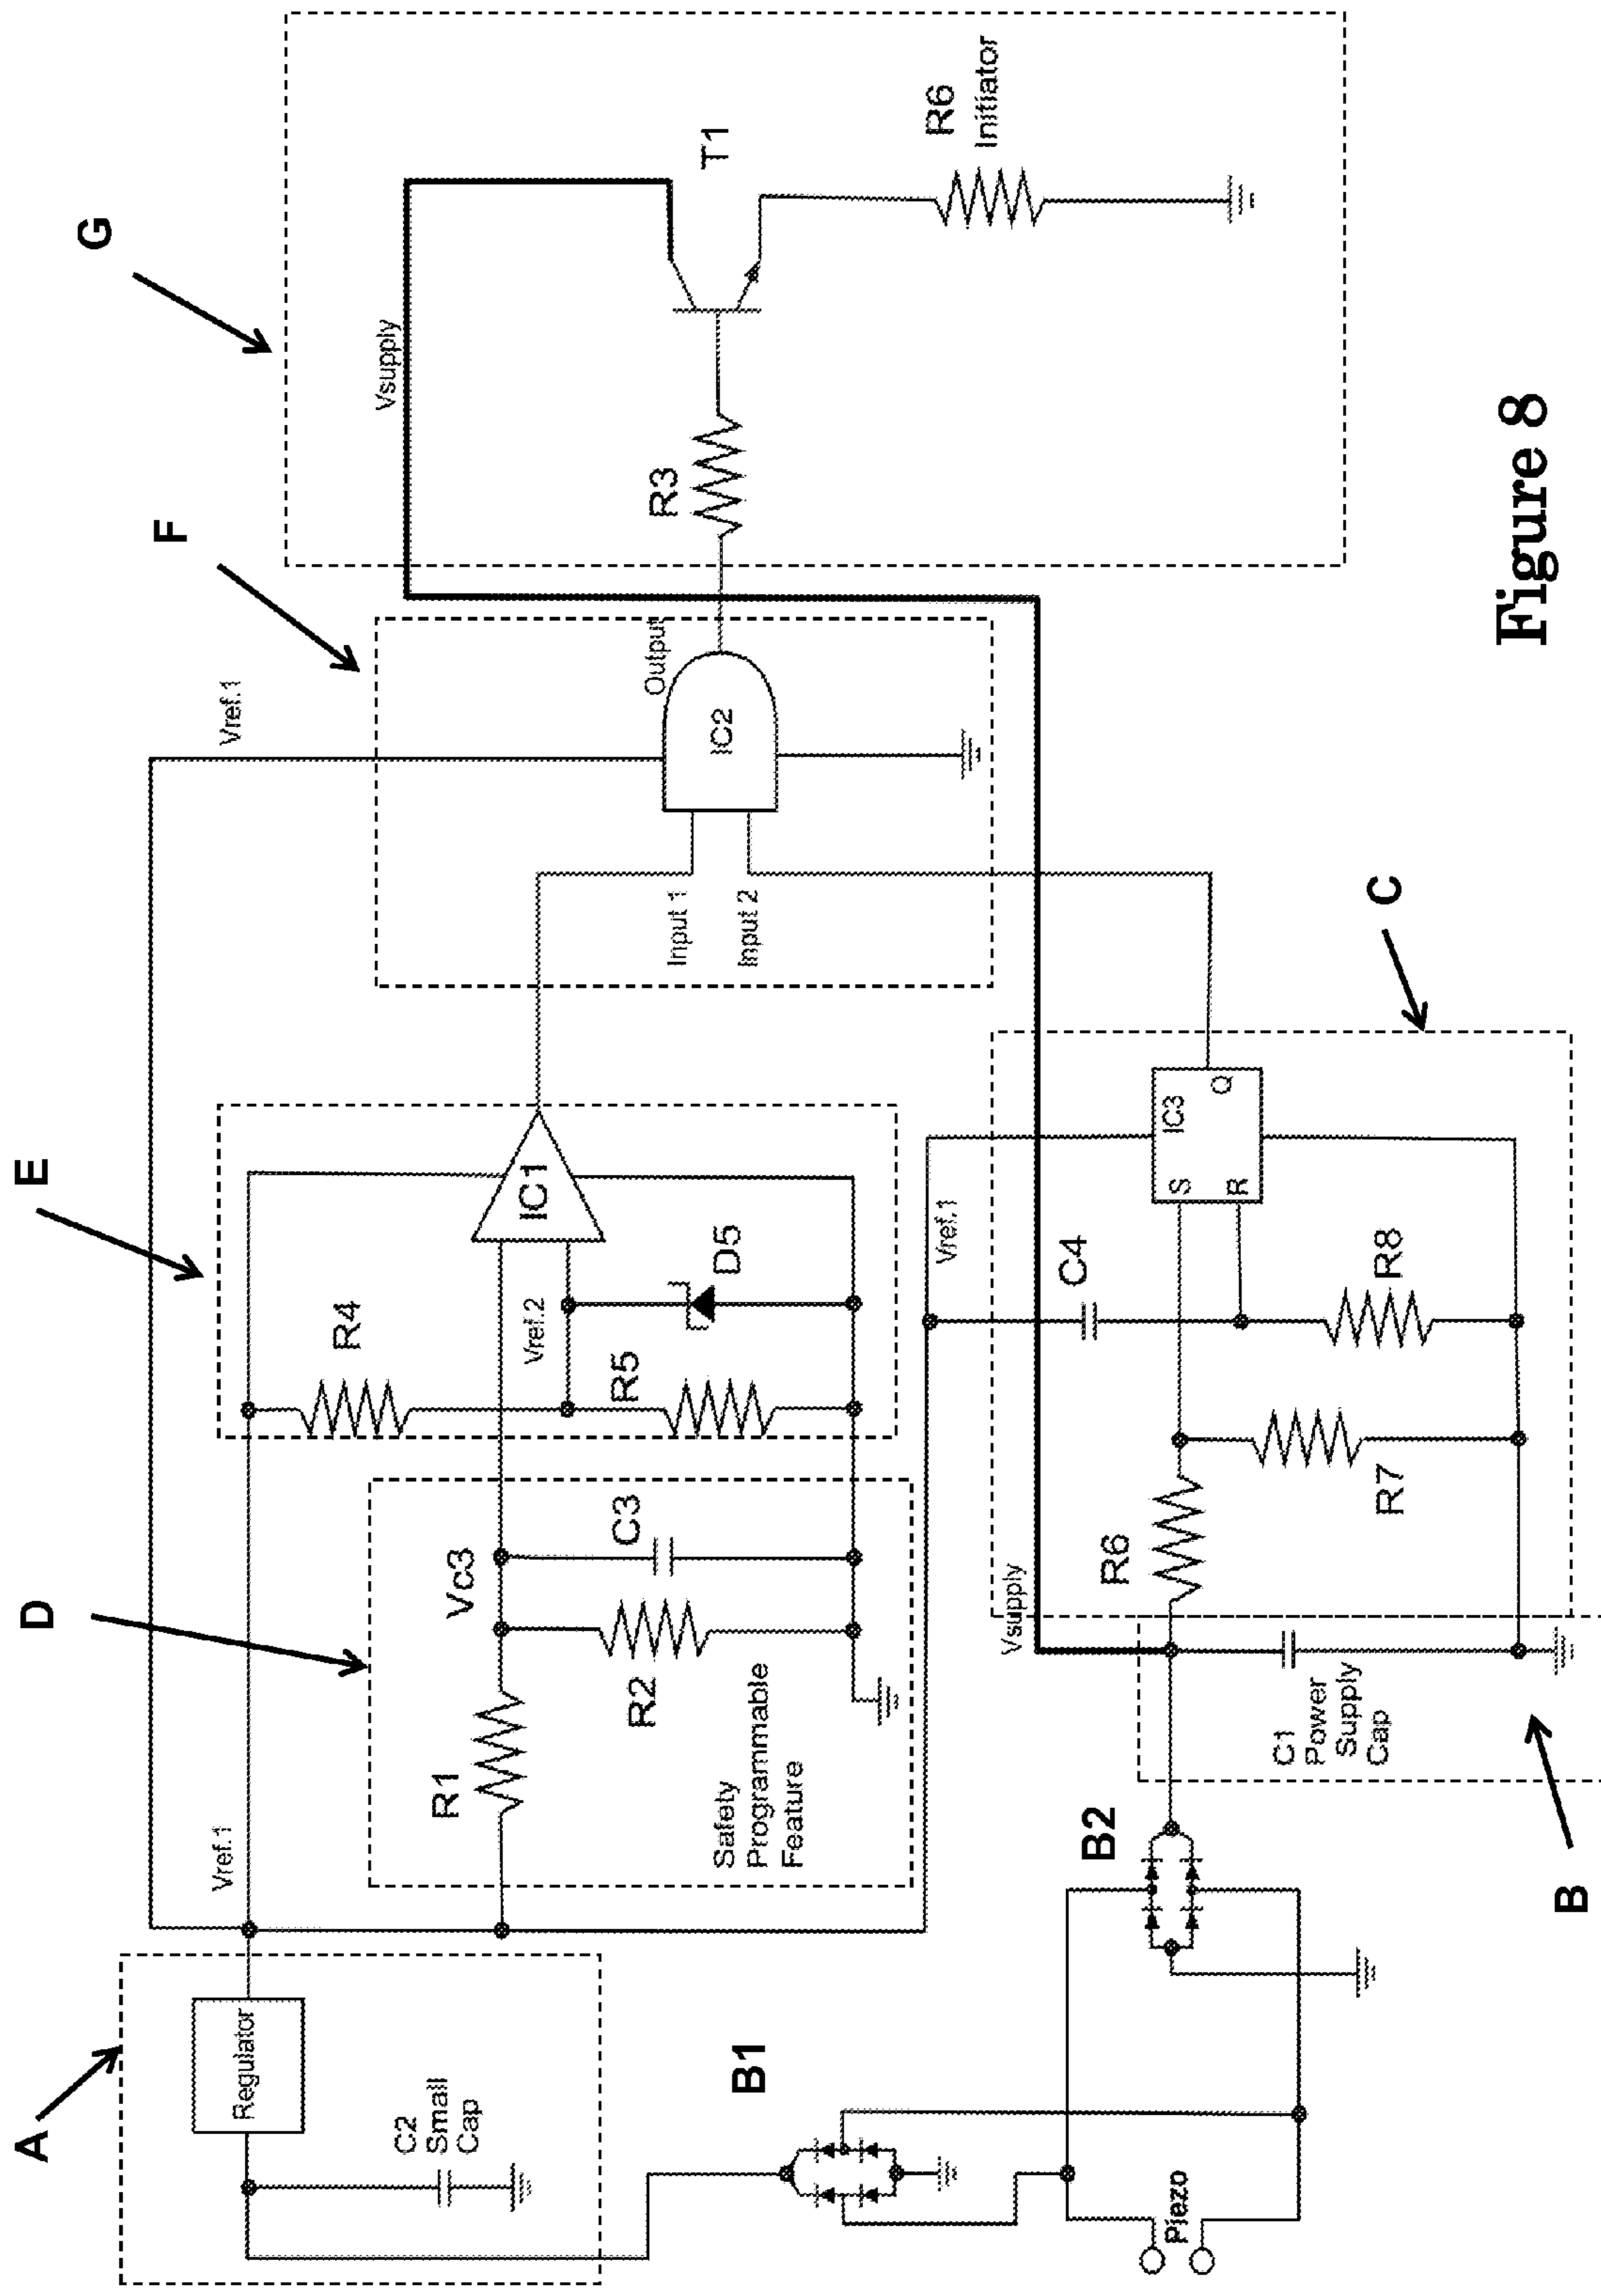 A
Regulator
C2
Small
Cap
B1
Piezo
B2
Vref.1
R1
Safety
Programmable
Feature
D
Vc3
R2
C3
E
R4
Vref.2
R5
D5
IC1
B
C1
Power
Supply
Cap
Vsupply
R6
R7
C4
R8
Vref.1
S
R
IC3
Q
C
F
Vref.1
Input 1
Input 2
IC2
Output
G
Vsupply
R3
T1
R6
Initiator
Figure 8